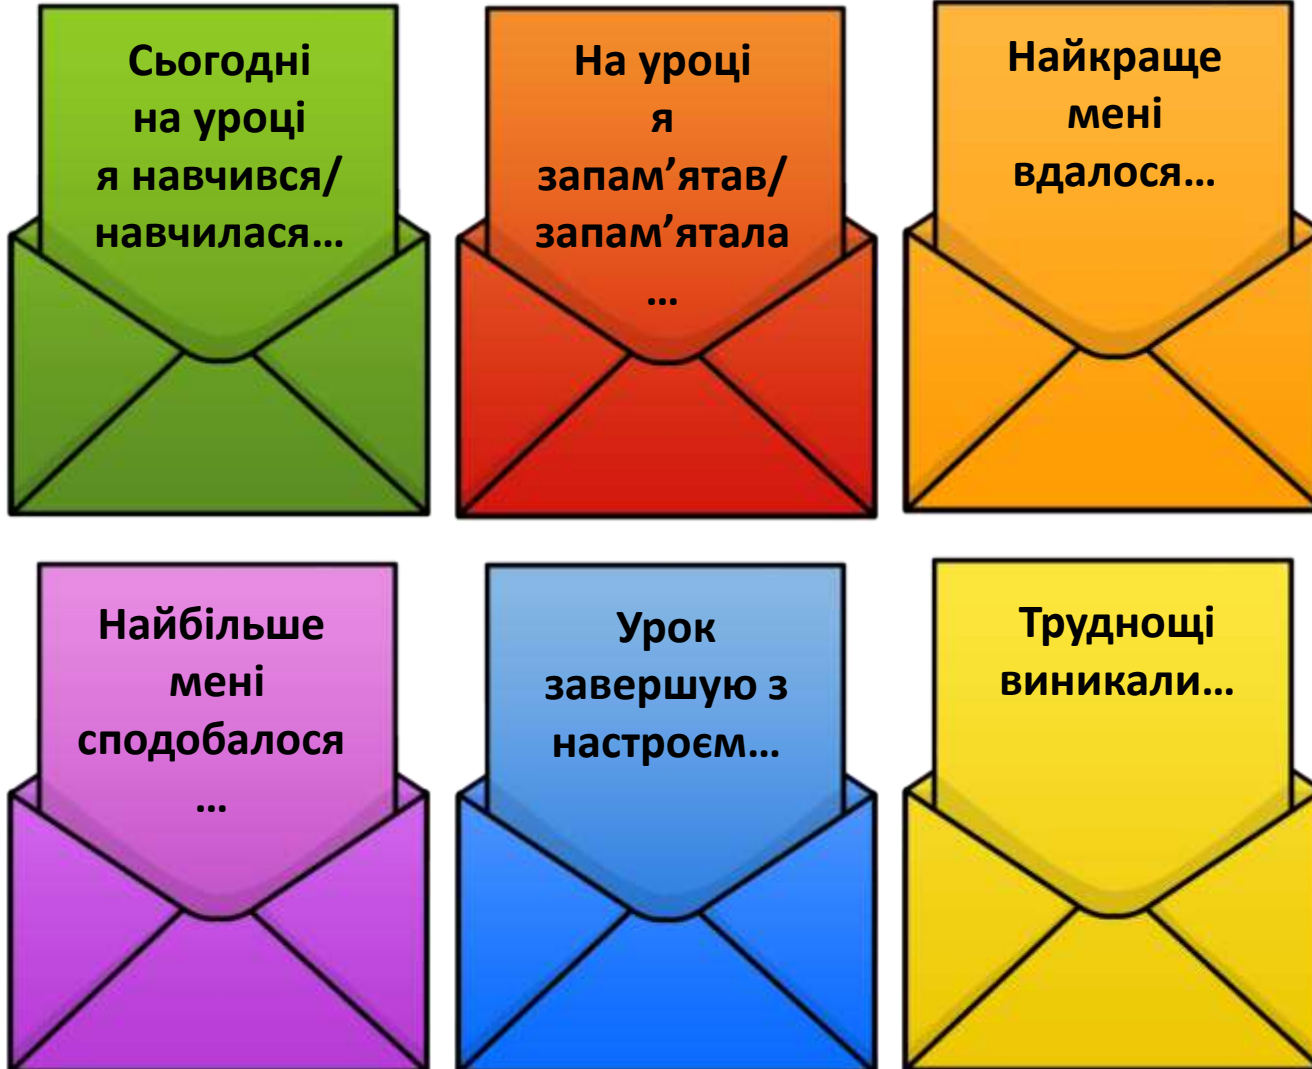 Сьогодні
на уроці
я навчився/
навчилася...
На уроці
я
запам’ятав/
запам’ятала
...
Найкраще
мені
вдалося...
Найбільше
мені
сподобалося
...
Урок
завершую з
настроєм...
Труднощі
виникали...